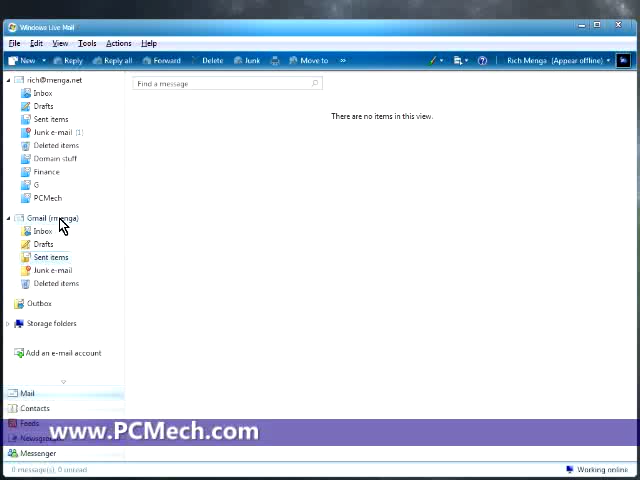 Windows Live Mail
File Edit View Tools Actions Help
New Reply Reply all Forward Delete Junk Move to » Rich Menga (Appear offline)
rich@menga.net
Find a message
Inbox
Drafts
There are no items in this view.
Sent items
Junk e-mail (1)
Deleted items
Domain stuff
Finance
G
PCMech
Gmail (rmenga)
Inbox
Drafts
Sent items
Junk e-mail
Deleted items
Outbox
Storage folders
Add an e-mail account
Mail
Contacts
Feeds
www.PCMech.com
Messenger
0 message(s), 0 unread
Working online